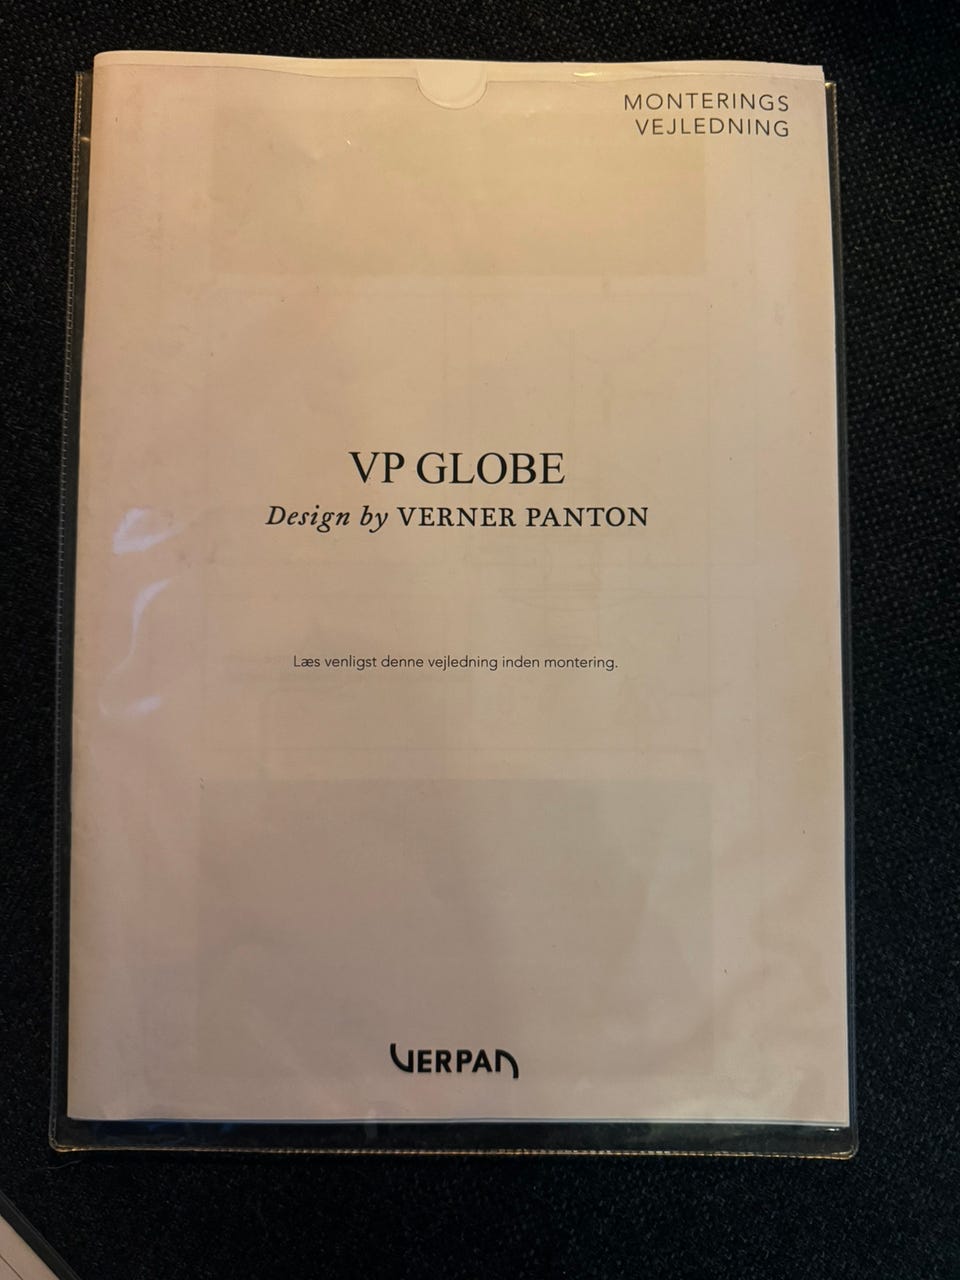 MONTERINGS
VEJLEDNING
VP GLOBE
Design by VERNER PANTON
Læs venligst denne vejledning inden montering.
VERPAN